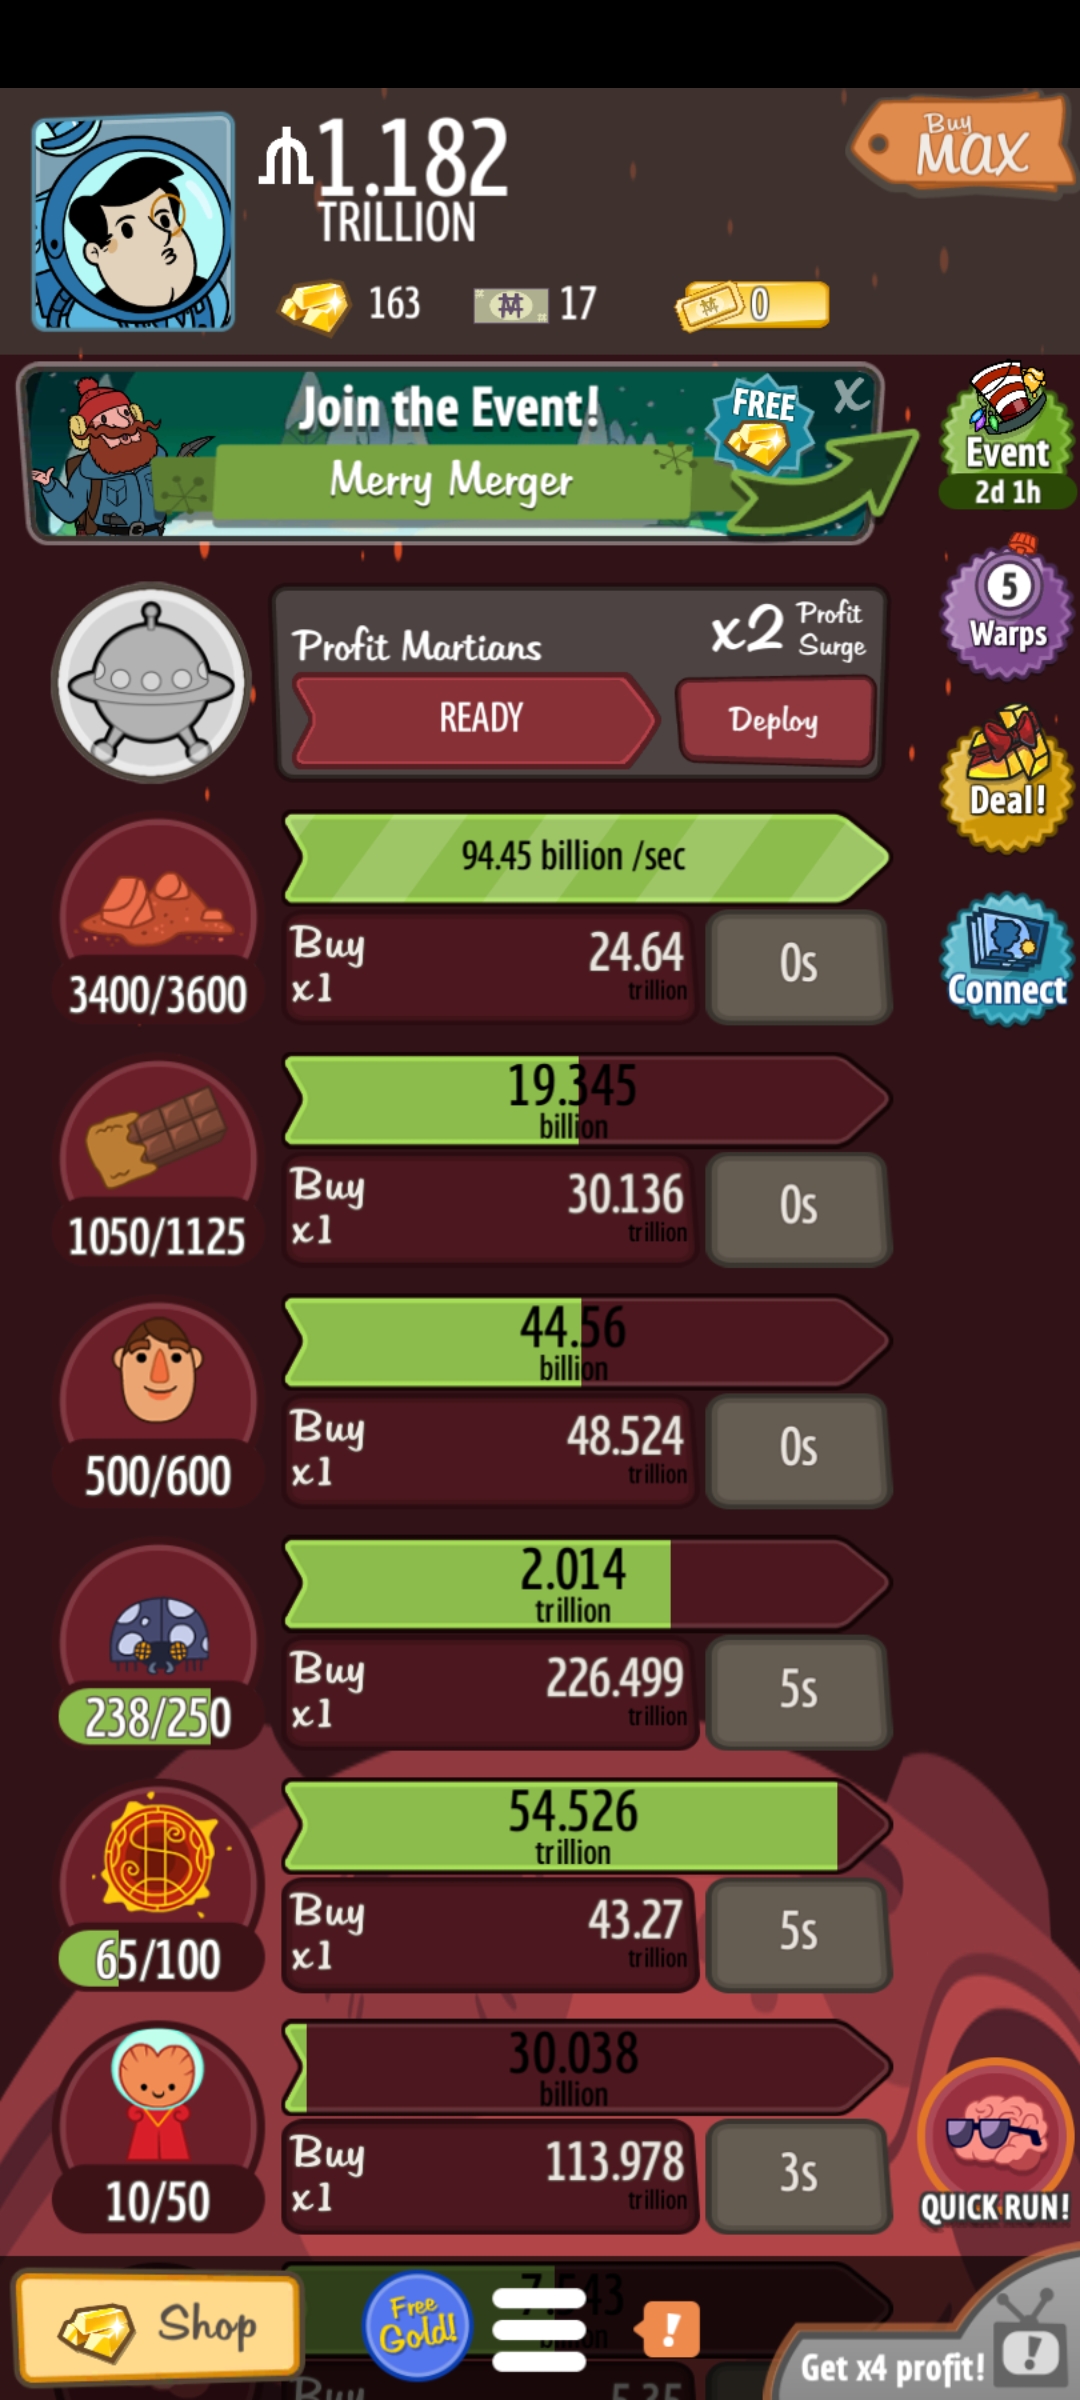 1.182
TRILLION
Buy
MAX
163
17
0
Join the Event!
Merry Merger
FREE
X
Event
2d 1h
5
Warps
Profit Martians
x2 Profit Surge
READY
Deploy
Deal!
94.45 billion /sec
3400/3600
Buy
x1
24.64
trillion
0s
Connect
19.345
billion
1050/1125
Buy
x1
30.136
trillion
0s
44.56
billion
500/600
Buy
x1
48.524
trillion
0s
2.014
trillion
238/250
Buy
x1
226.499
trillion
5s
54.526
trillion
65/100
Buy
x1
43.27
trillion
5s
30.038
billion
10/50
Buy
x1
113.978
trillion
3s
QUICK RUN!
Shop
Free
Gold!
!
Get x4 profit!
!
Buy
5.35